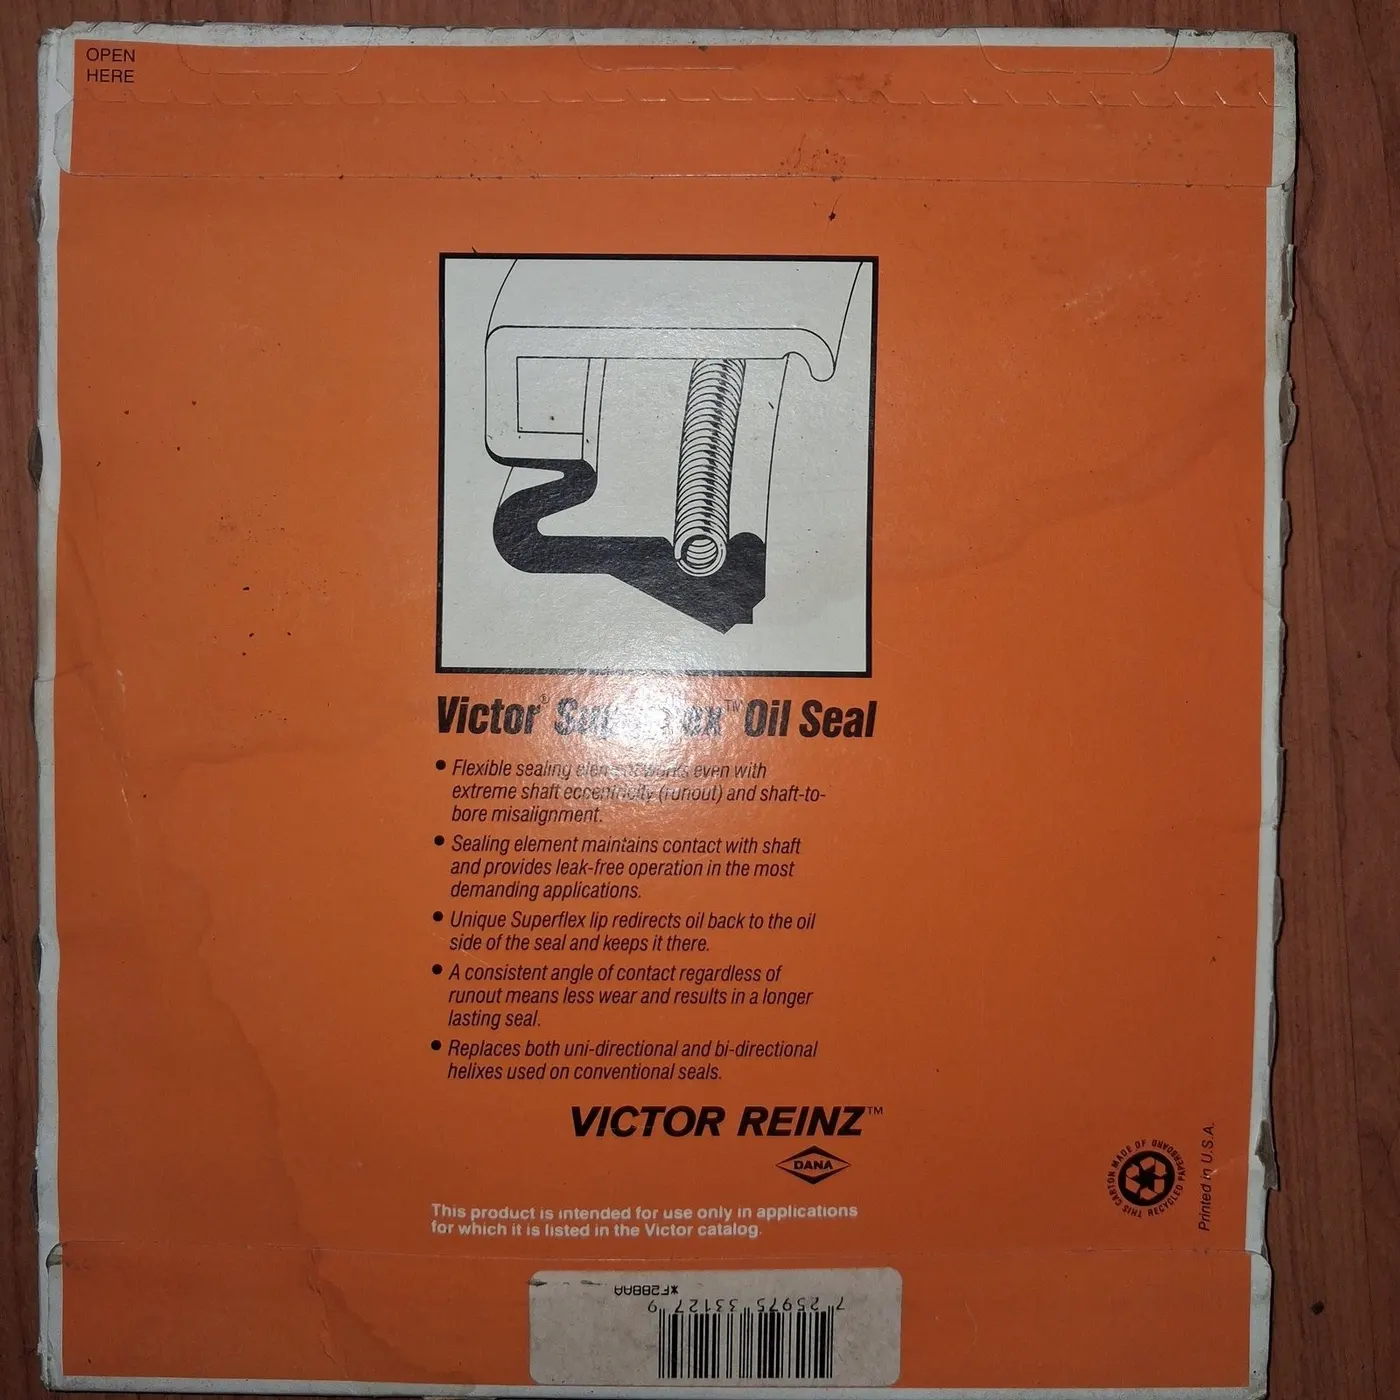 OPEN
HERE
Victor® Superflex™ Oil Seal
• Flexible sealing element works even with
extreme shaft eccentricity (runout) and shaft-to-
bore misalignment.
• Sealing element maintains contact with shaft
and provides leak-free operation in the most
demanding applications.
• Unique Superflex lip redirects oil back to the oil
side of the seal and keeps it there.
• A consistent angle of contact regardless of
runout means less wear and results in a longer
lasting seal.
• Replaces both uni-directional and bi-directional
helixes used on conventional seals.
VICTOR REINZ™
DANA
THIS CARTON MADE OF RECYCLED PAPERBOARD
Printed in U.S.A.
This product is intended for use only in applications
for which it is listed in the Victor catalog.
7 25975 33127 9
*F288AA